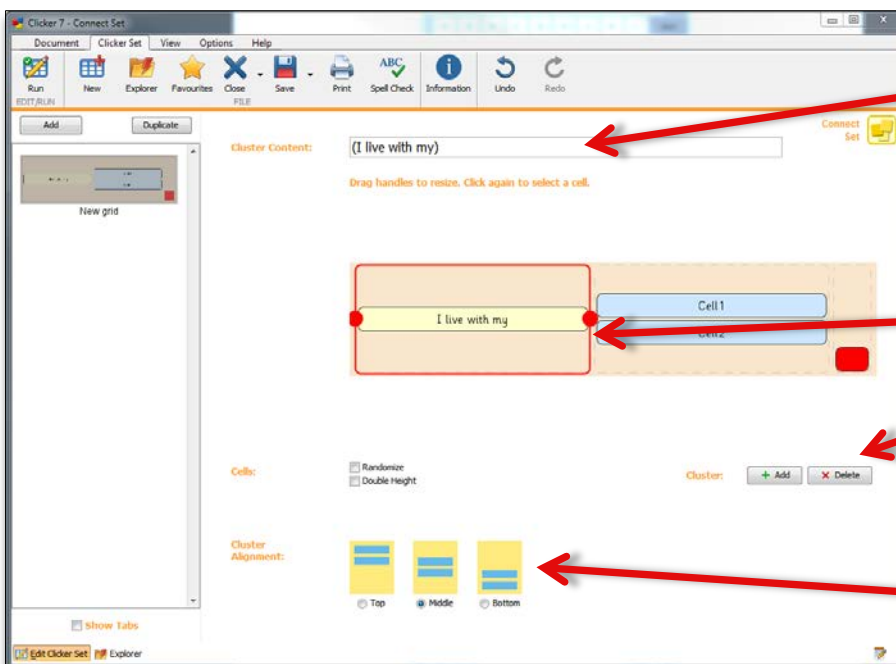 Clicker 7 - Connect Set
Document Clicker Set View Options Help
Run New Explorer Favourites Close Save Print Spell Check Information Undo Redo
ABC
EDIT/RUN FILE
Add Duplicate
Connect
Set
Cluster Content: (I live with my)
Drag handles to resize. Click again to select a cell.
New grid
I live with my
Cell1
Cell2
Cells: Randomize
Double Height
Cluster: + Add Delete
Cluster
Alignment:
Top Middle Bottom
Show Tabs
Edit Clicker Set Explorer